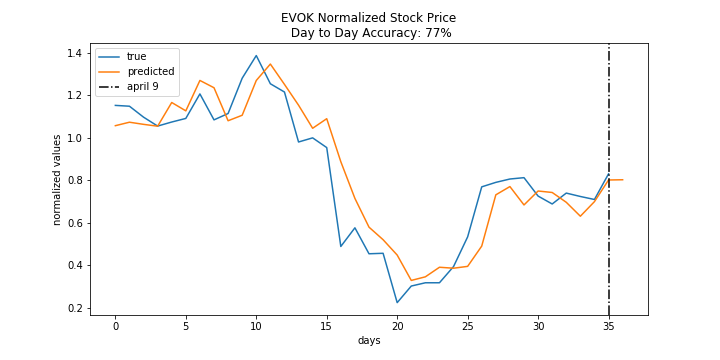 EVOK Normalized Stock Price
Day to Day Accuracy: 77%
true
predicted
april 9
normalized values
1.4
1.2
1.0
0.8
0.6
0.4
0.2
0 5 10 15 20 25 30 35
days